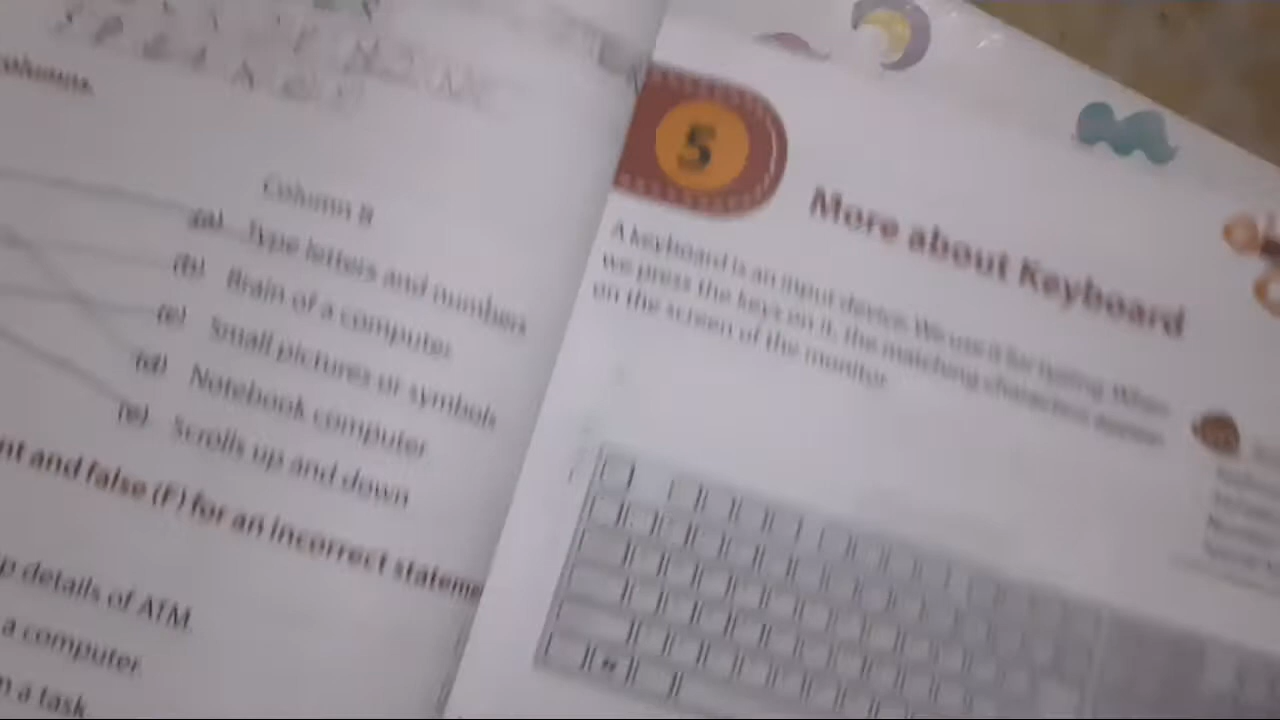 columns.
Column B
(a) Type letters and numbers
(b) Brain of a computer
(c) Small pictures or symbols
(d) Notebook computer
(e) Scrolls up and down
nt and false (F) for an incorrect stateme
p details of ATM.
a computer.
n a task.
5
More about Keyboard
A keyboard is an input device. We use it for typing. When
we press the keys on it, the matching characters appear
on the screen of the monitor.